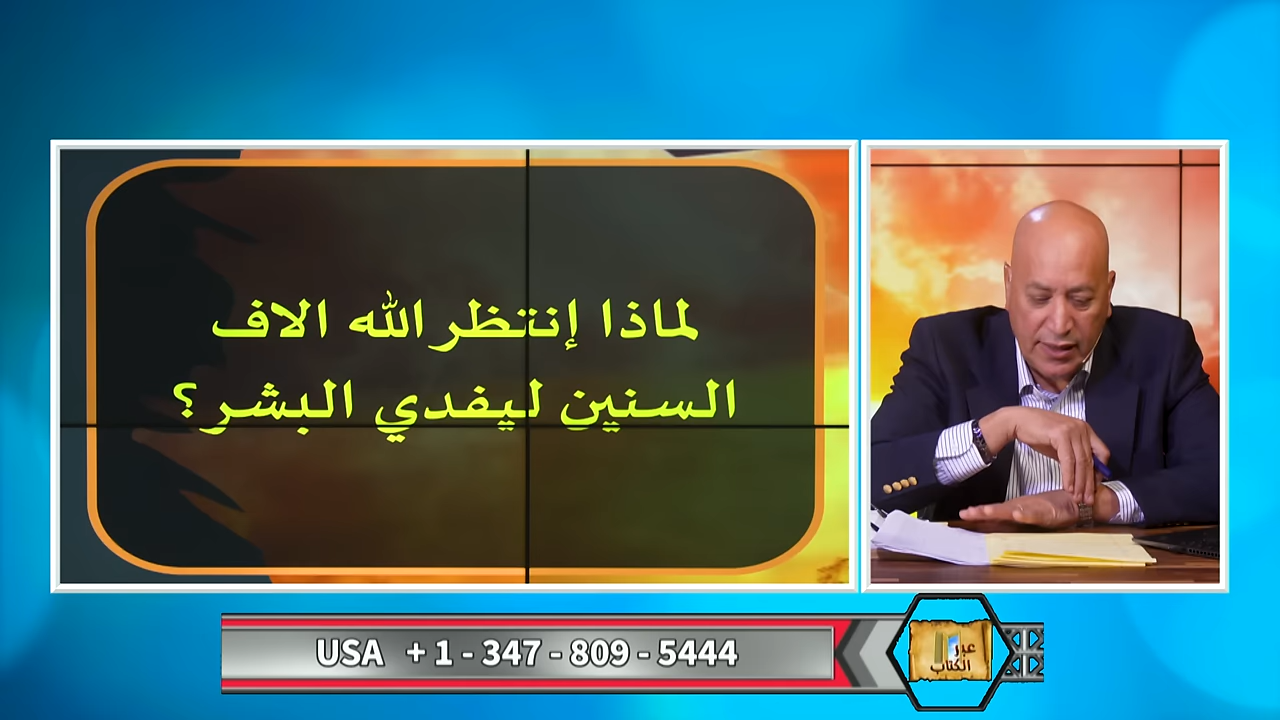 لماذا إنتظر الله الاف
السنين ليفدي البشر ؟
USA + 1 - 347 - 809 - 5444
عبر
الكتاب